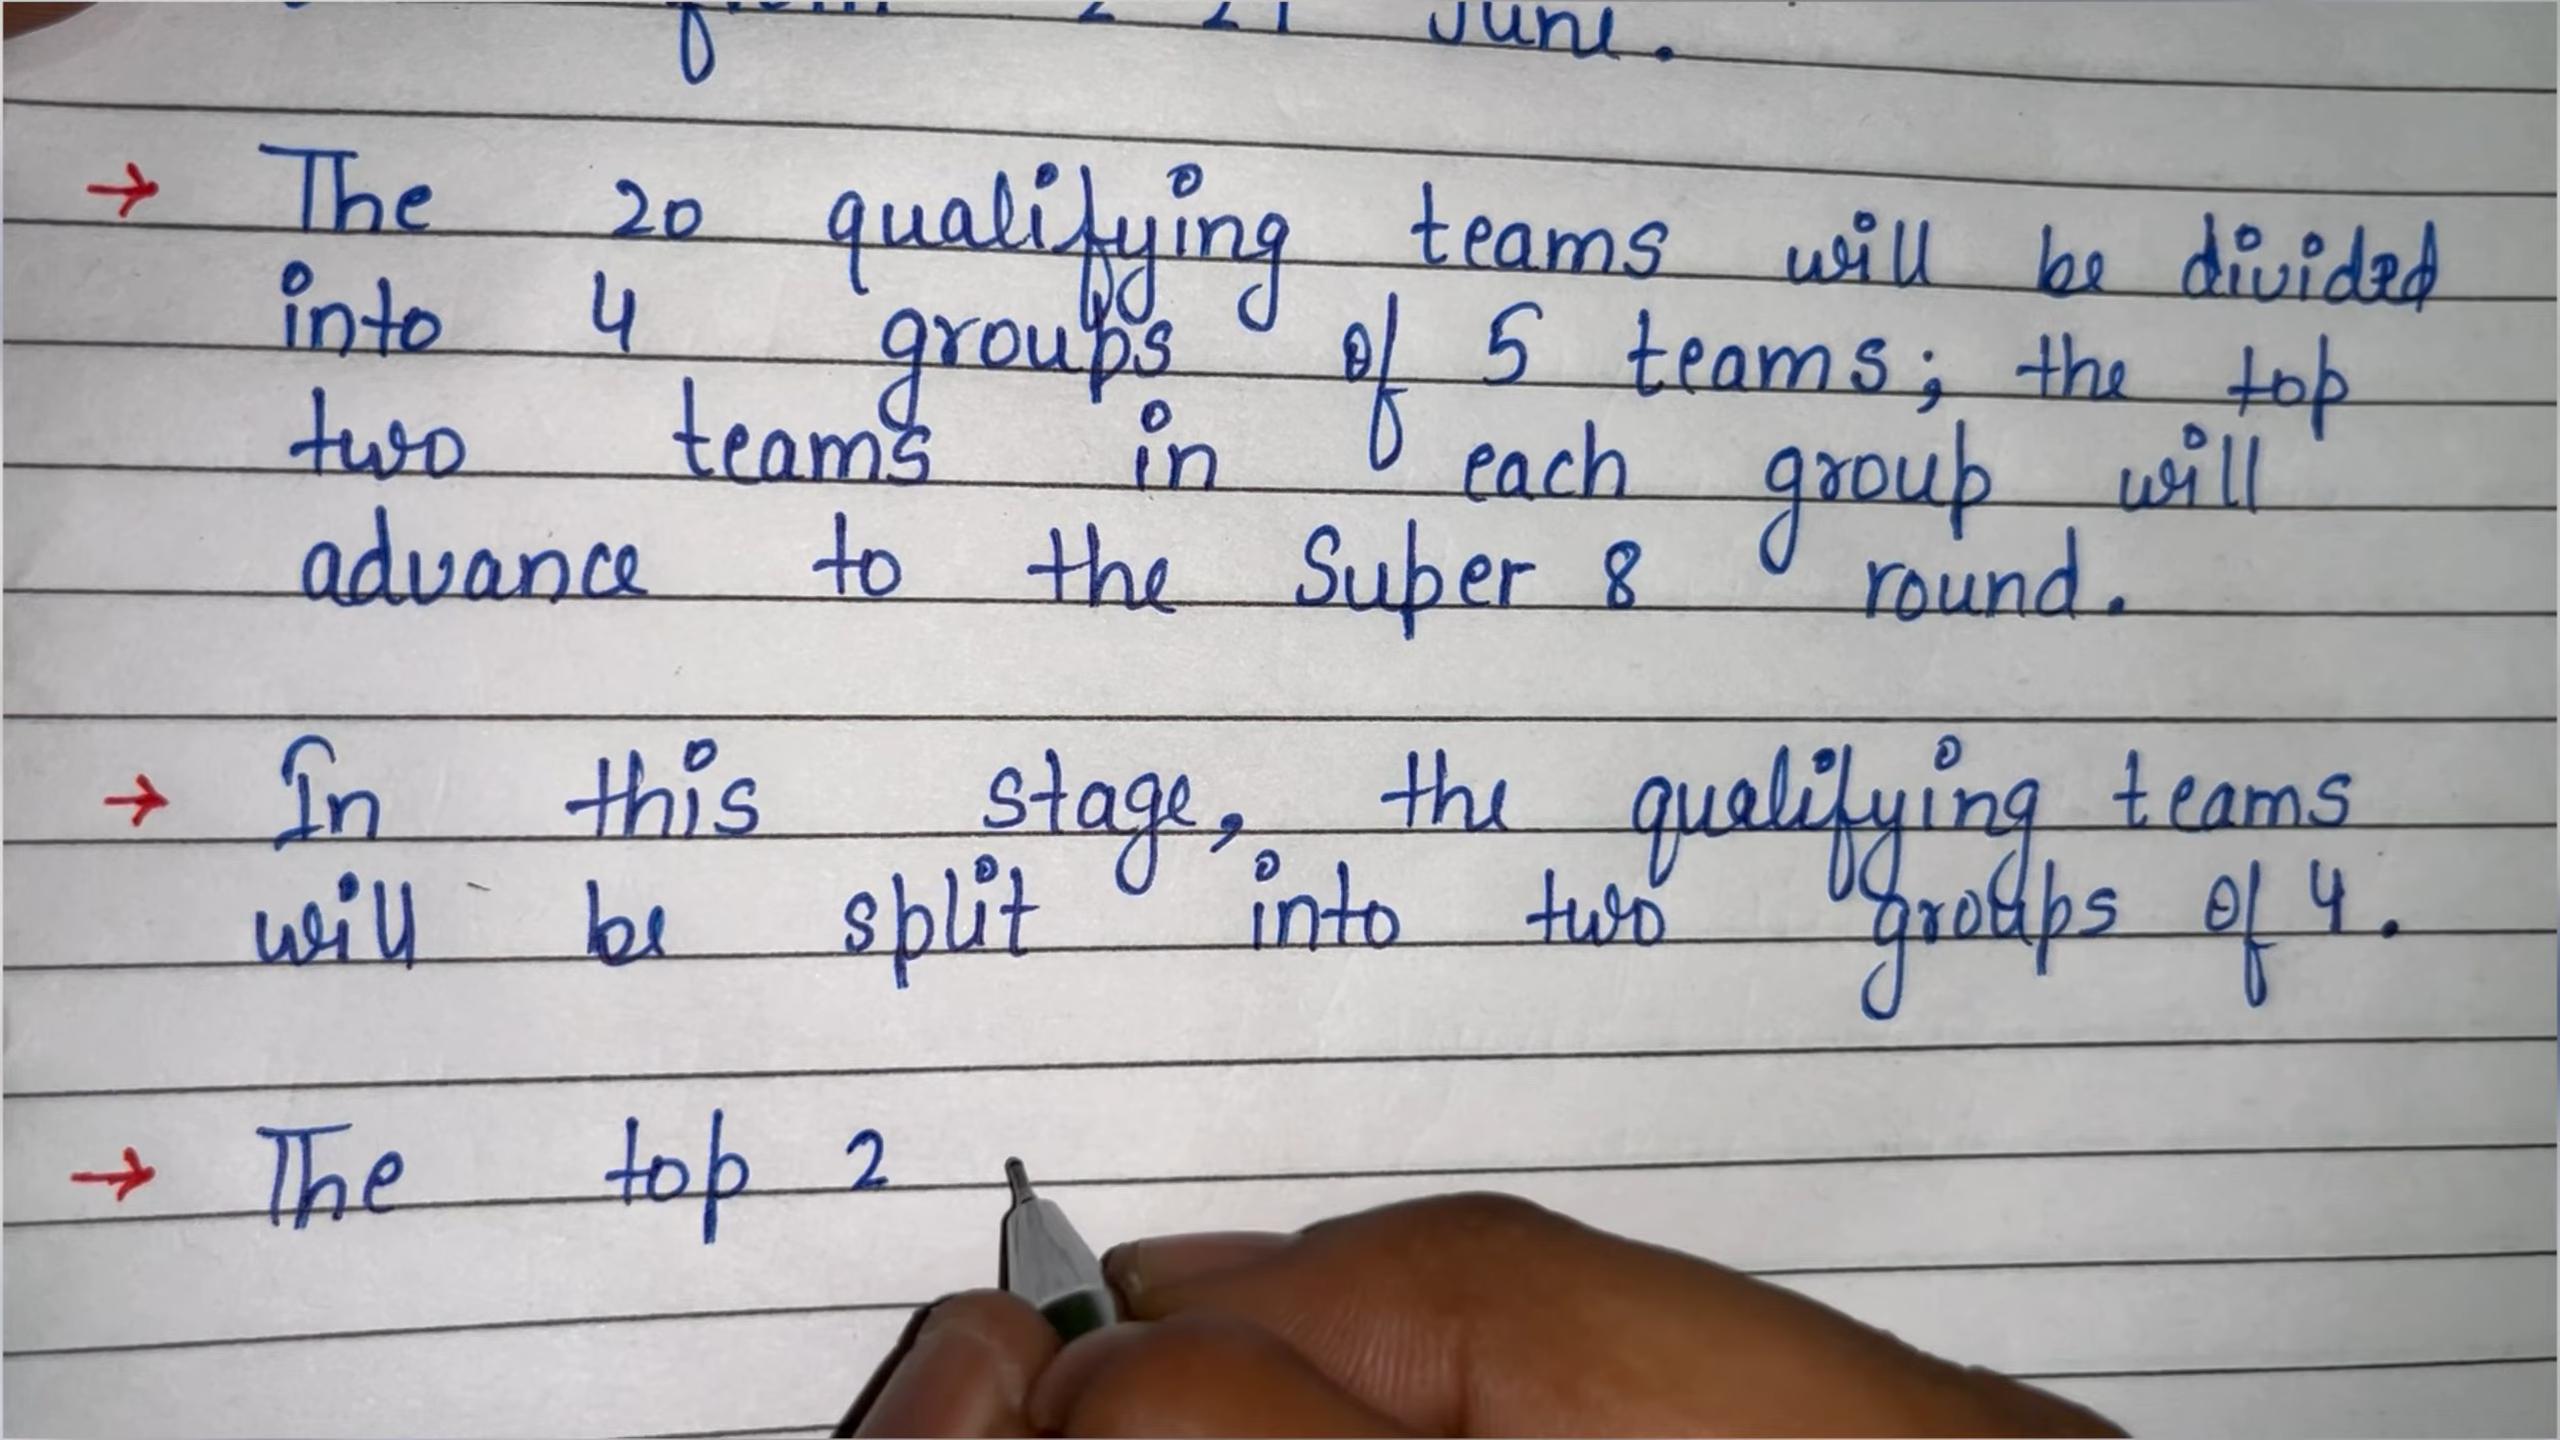 June.
→ The 20 qualifying teams will be divided
into 4 groups of 5 teams; the top
two teams in each group will
advance to the Super 8 round.
→ In this stage, the qualifying teams
will be split into two groups of 4.
→ The top 2